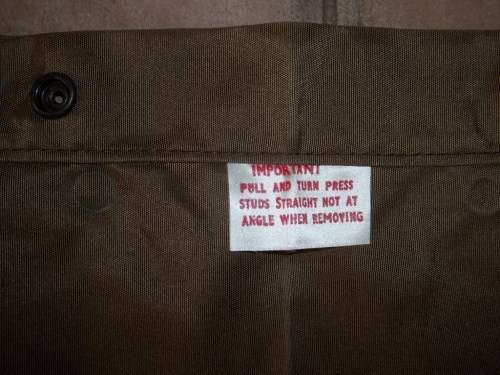 IMPORTANT
PULL AND TURN PRESS
STUDS STRAIGHT NOT AT
ANGLE WHEN REMOVING